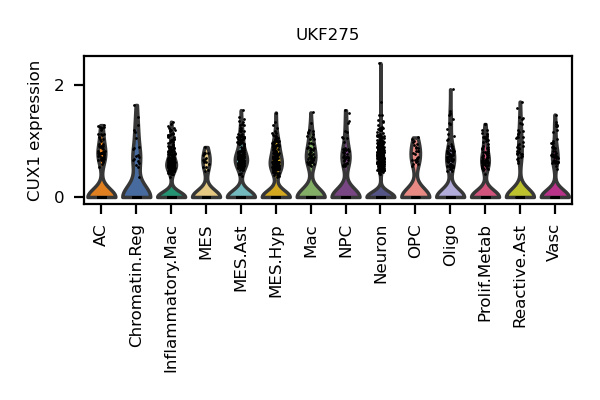 UKF275
CUX1 expression
2
0
AC
Chromatin.Reg
Inflammatory.Mac
MES
MES.Ast
MES.Hyp
Mac
NPC
Neuron
OPC
Oligo
Prolif.Metab
Reactive.Ast
Vasc